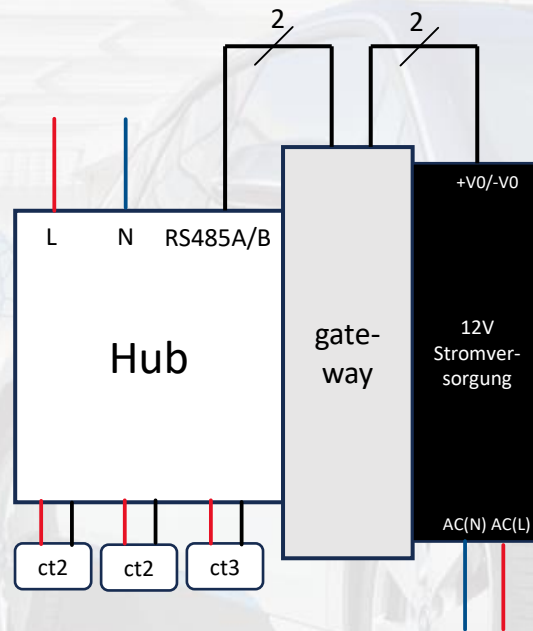 2
2
+V0/-V0
L N RS485A/B
Hub
gate-
way
12V
Stromver-
sorgung
AC(N) AC(L)
ct2
ct2
ct3